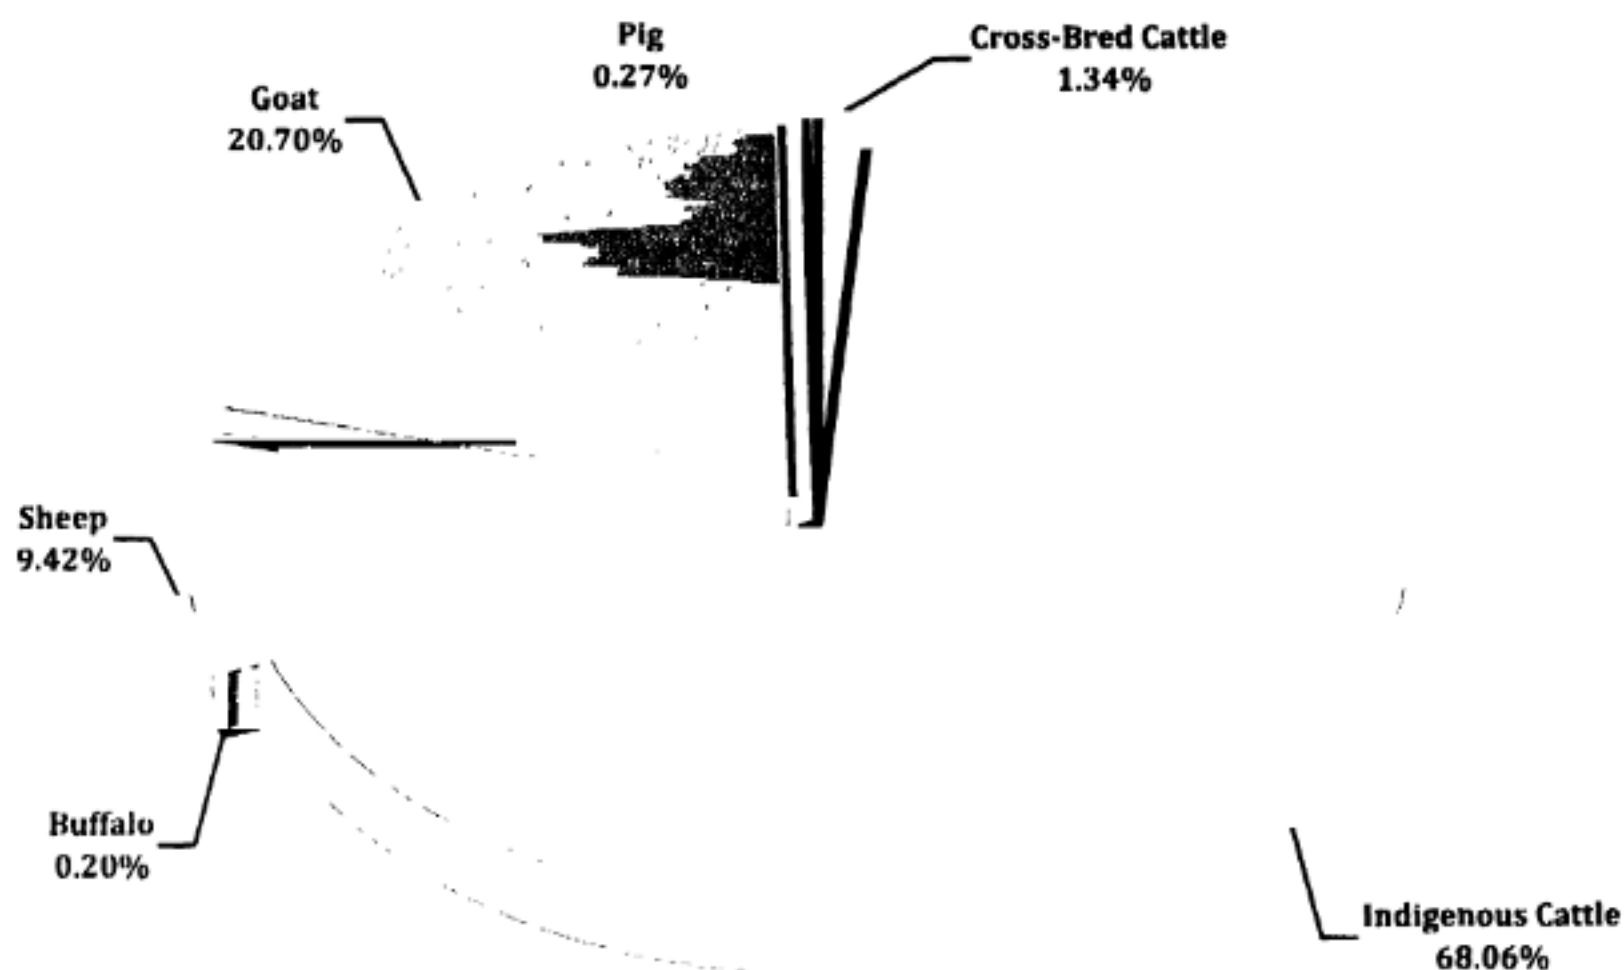 Pig
0.27%
Cross-Bred Cattle
1.34%
Goat
20.70%
Sheep
9.42%
Buffalo
0.20%
Indigenous Cattle
68.06%